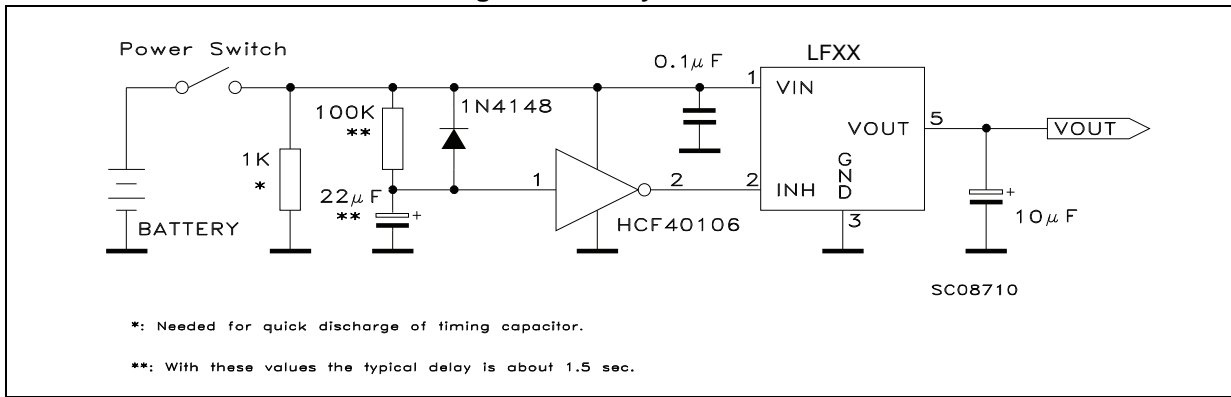 Power Switch
LFXX
0.1μF
1
VIN
100K
**
1N4148
VOUT
5
VOUT
1K
*
GND
1
2
2
INH
22μF
**
+
+
10μF
3
HCF40106
BATTERY
SC08710
*: Needed for quick discharge of timing capacitor.
**: With these values the typical delay is about 1.5 sec.